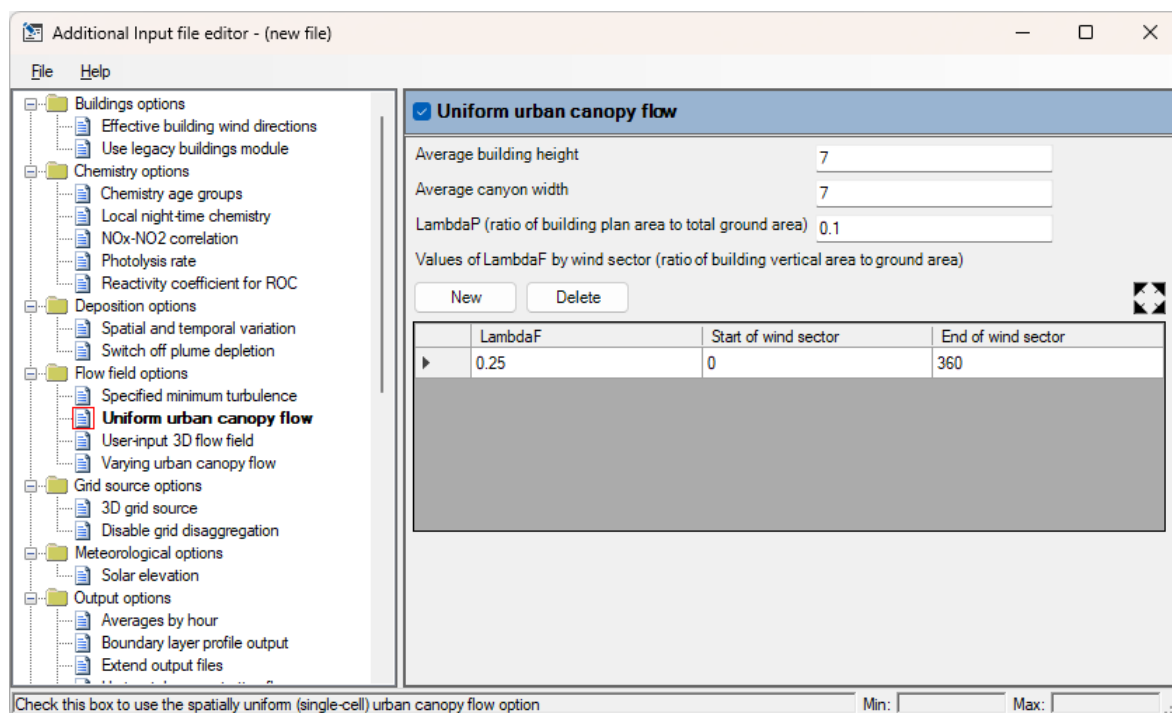 Additional Input file editor - (new file)
File Help
Buildings options
Effective building wind directions
Use legacy buildings module
Chemistry options
Chemistry age groups
Local night-time chemistry
NOx-NO2 correlation
Photolysis rate
Reactivity coefficient for ROC
Deposition options
Spatial and temporal variation
Switch off plume depletion
Flow field options
Specified minimum turbulence
Uniform urban canopy flow
User-input 3D flow field
Varying urban canopy flow
Grid source options
3D grid source
Disable grid disaggregation
Meteorological options
Solar elevation
Output options
Averages by hour
Boundary layer profile output
Extend output files
Uniform urban canopy flow
Average building height 7
Average canyon width 7
LambdaP (ratio of building plan area to total ground area) 0.1
Values of LambdaF by wind sector (ratio of building vertical area to ground area)
New Delete
LambdaF Start of wind sector End of wind sector
0.25 0 360
Check this box to use the spatially uniform (single-cell) urban canopy flow option Min: Max: